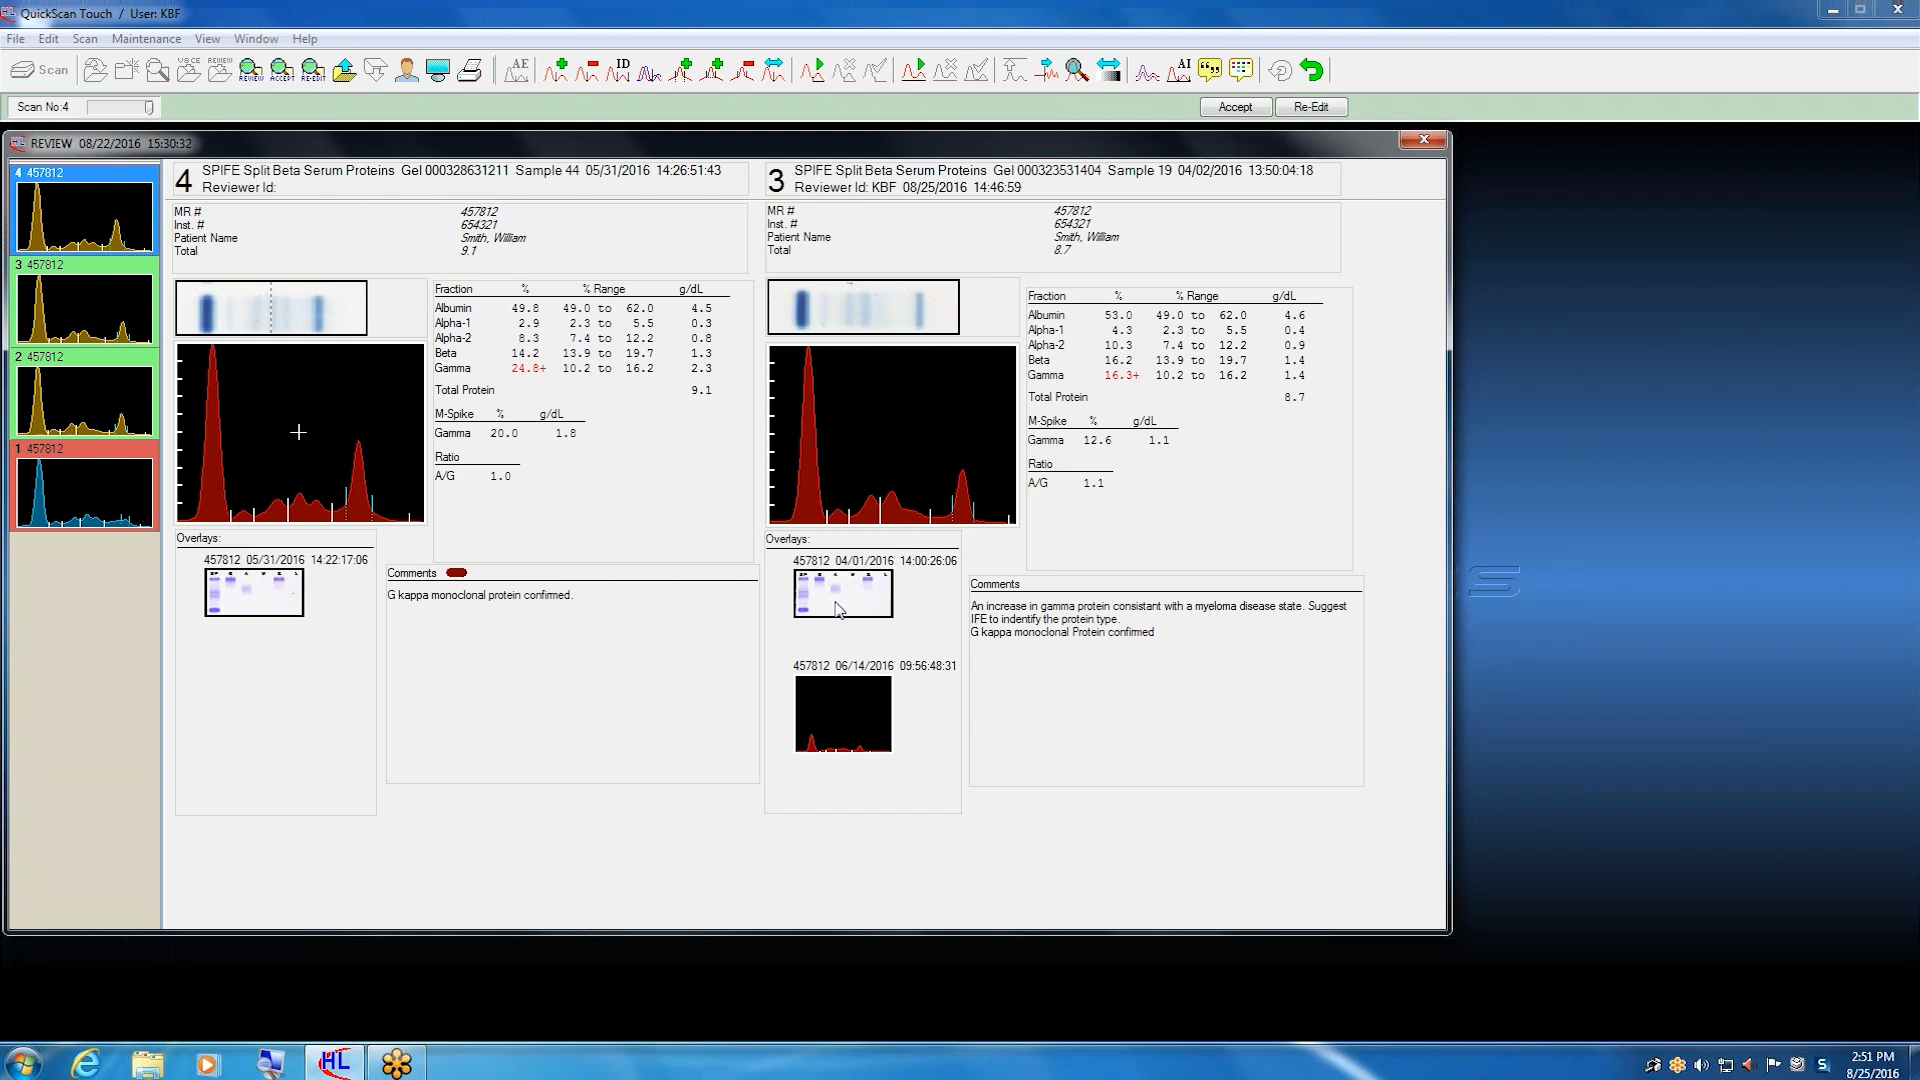 QuickScan Touch / User: KBF
File Edit Scan Maintenance View Window Help
Scan REVIEW ACCEPT RE-EDIT AE ID AI
Scan No:4 Accept Re-Edit
REVIEW 08/22/2016 15:30:32
4 457812
3 457812
2 457812
1 457812
4 SPIFE Split Beta Serum Proteins Gel 000328631211 Sample 44 05/31/2016 14:26:51:43
Reviewer Id:
MR # 457812
Inst. # 654321
Patient Name Smith, William
Total 9.1
Fraction % % Range g/dL
Albumin 49.8 49.0 to 62.0 4.5
Alpha-1 2.9 2.3 to 5.5 0.3
Alpha-2 8.3 7.4 to 12.2 0.8
Beta 14.2 13.9 to 19.7 1.3
Gamma 24.8+ 10.2 to 16.2 2.3
Total Protein 9.1
M-Spike % g/dL
Gamma 20.0 1.8
Ratio
A/G 1.0
Overlays:
457812 05/31/2016 14:22:17:06
Comments
G kappa monoclonal protein confirmed.
3 SPIFE Split Beta Serum Proteins Gel 000323531404 Sample 19 04/02/2016 13:50:04:18
Reviewer Id: KBF 08/25/2016 14:46:59
MR # 457812
Inst. # 654321
Patient Name Smith, William
Total 8.7
Fraction % % Range g/dL
Albumin 53.0 49.0 to 62.0 4.6
Alpha-1 4.3 2.3 to 5.5 0.4
Alpha-2 10.3 7.4 to 12.2 0.9
Beta 16.2 13.9 to 19.7 1.4
Gamma 16.3+ 10.2 to 16.2 1.4
Total Protein 8.7
M-Spike % g/dL
Gamma 12.6 1.1
Ratio
A/G 1.1
Overlays:
457812 04/01/2016 14:00:26:06
457812 06/14/2016 09:56:48:31
Comments
An increase in gamma protein consistant with a myeloma disease state. Suggest
IFE to indentify the protein type.
G kappa monoclonal Protein confirmed
HL
2:51 PM
8/25/2016